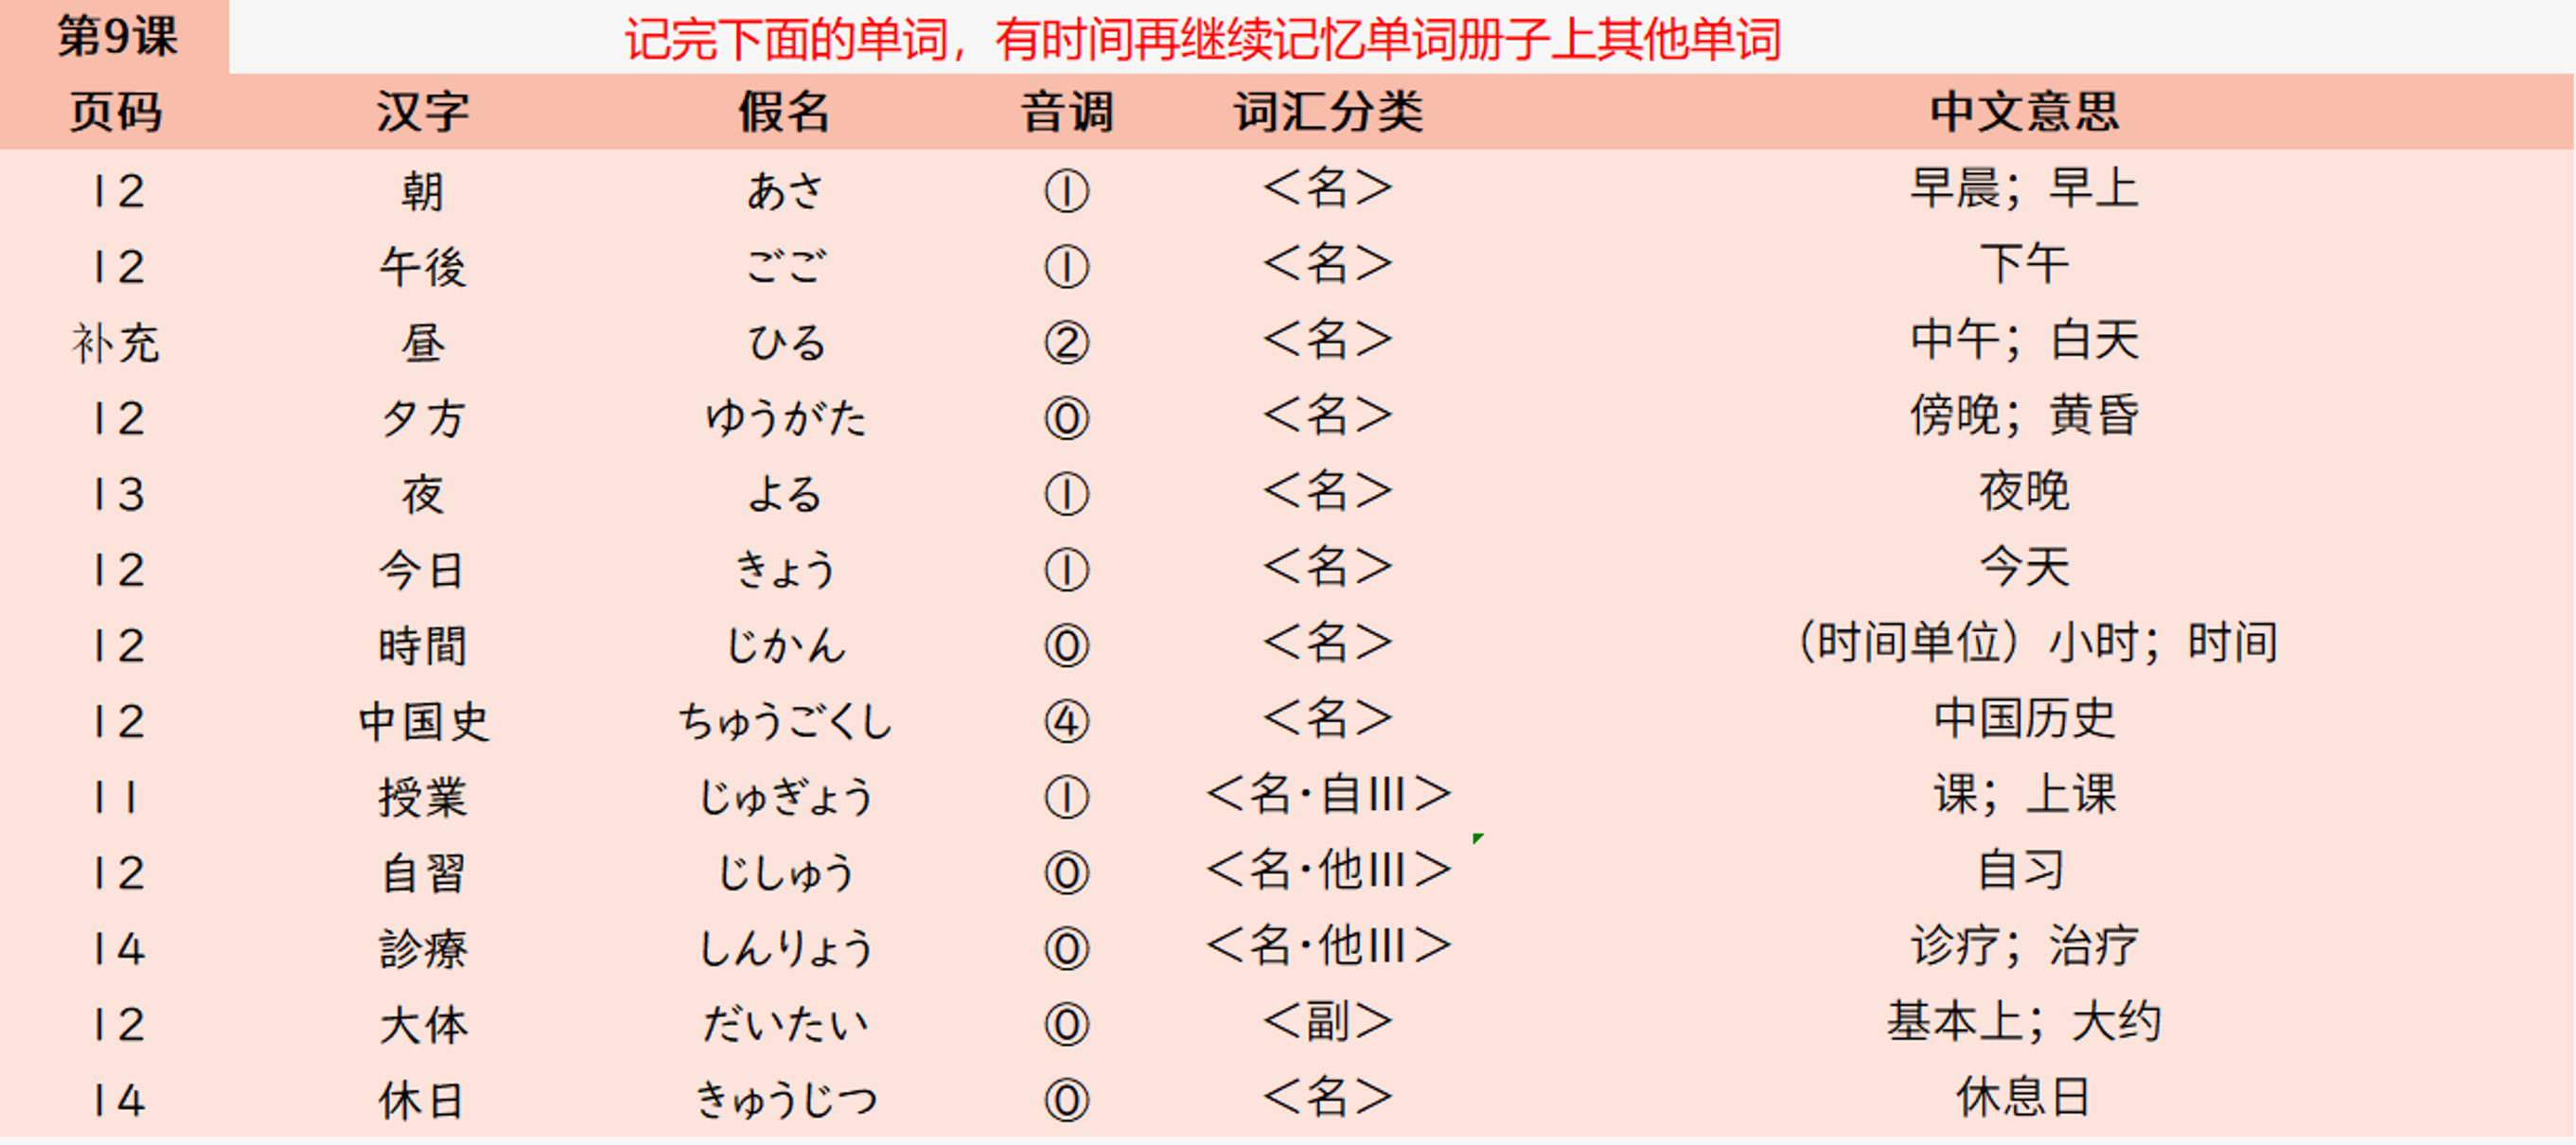 第9课 记完下面的单词，有时间再继续记忆单词册子上其他单词
页码 汉字 假名 音调 词汇分类 中文意思
12 朝 あさ ① ＜名＞ 早晨；早上
12 午後 ごご ① ＜名＞ 下午
补充 昼 ひる ② ＜名＞ 中午；白天
12 夕方 ゆうがた ⓪ ＜名＞ 傍晚；黄昏
13 夜 よる ① ＜名＞ 夜晚
12 今日 きょう ① ＜名＞ 今天
12 時間 じかん ⓪ ＜名＞ （时间单位）小时；时间
12 中国史 ちゅうごくし ④ ＜名＞ 中国历史
11 授業 じゅぎょう ① ＜名·自Ⅲ＞ 课；上课
12 自習 じしゅう ⓪ ＜名·他Ⅲ＞ 自习
14 診療 しんりょう ⓪ ＜名·他Ⅲ＞ 诊疗；治疗
12 大体 だいたい ⓪ ＜副＞ 基本上；大约
14 休日 きゅうじつ ⓪ ＜名＞ 休息日